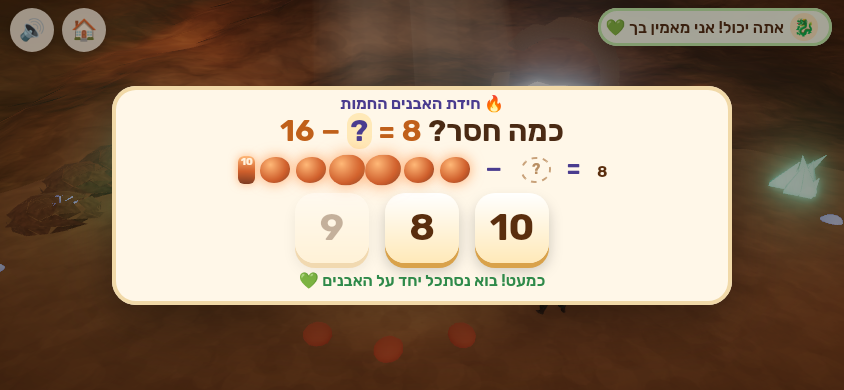 אתה יכול! אני מאמין בך 💚
🔥 חידת האבנים החמות
כמה חסר? 16 − ? = 8
10 − ? = 8
9 8 10
כמעט! בוא נסתכל יחד על האבנים 💚